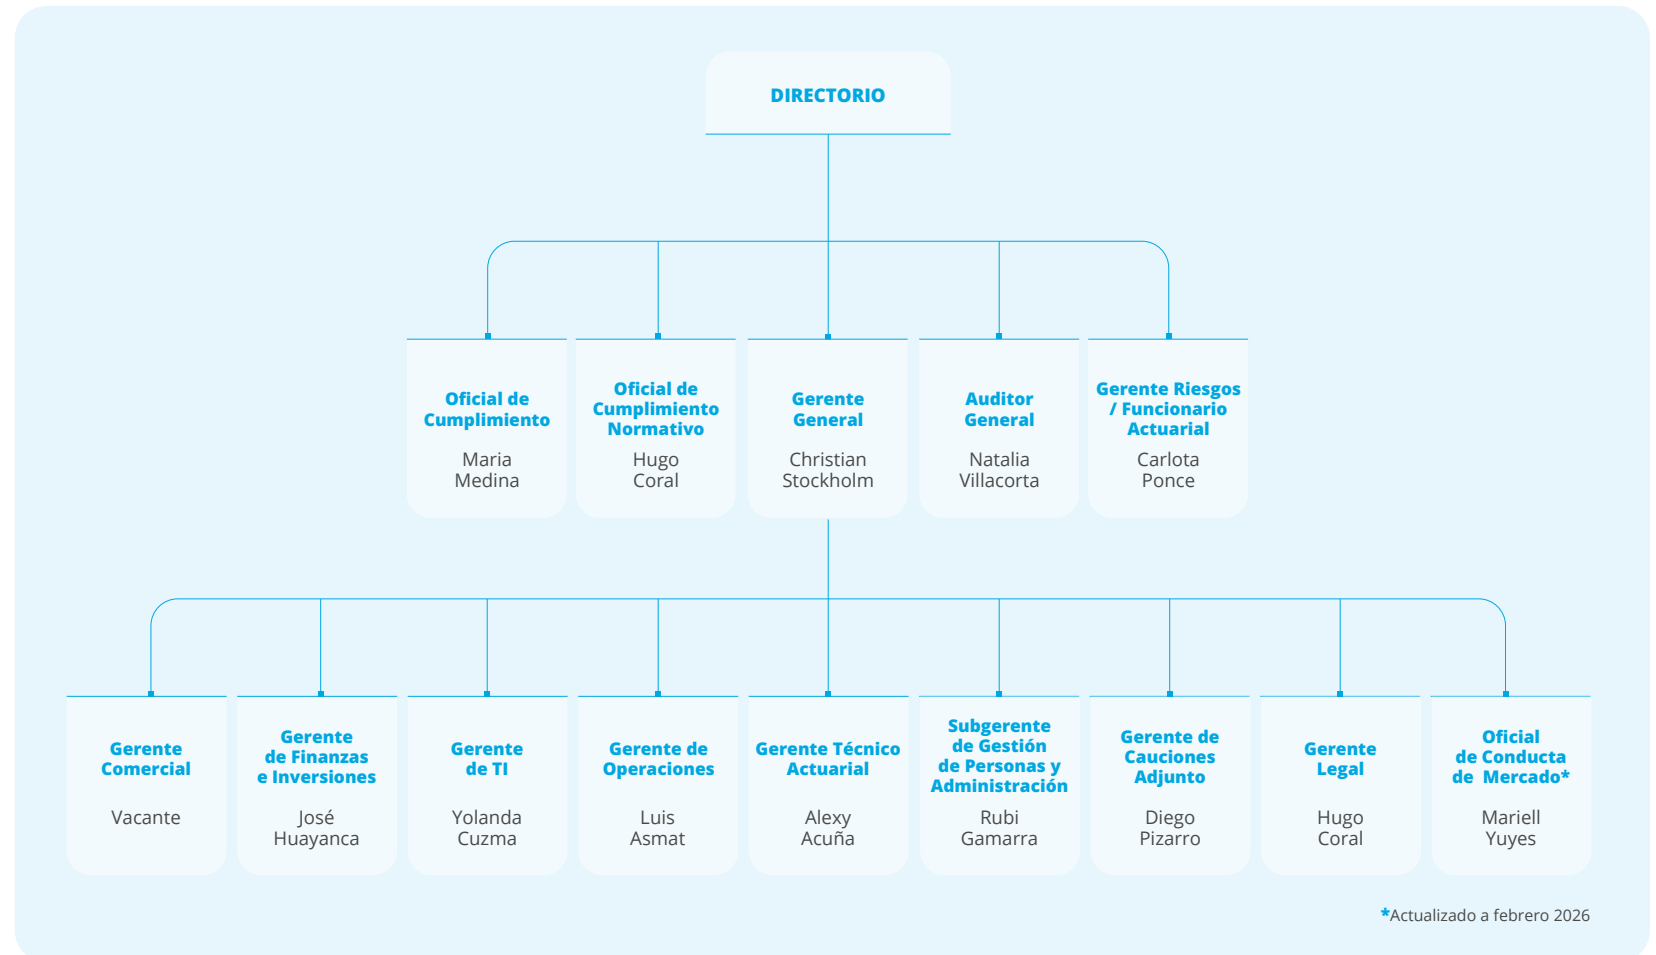 DIRECTORIO
Oficial de
Cumplimiento
Maria
Medina
Oficial de
Cumplimiento
Normativo
Hugo
Coral
Gerente
General
Christian
Stockholm
Auditor
General
Natalia
Villacorta
Gerente Riesgos
/ Funcionario
Actuarial
Carlota
Ponce
Gerente
Comercial
Vacante
Gerente
de Finanzas
e Inversiones
José
Huayanca
Gerente
de TI
Yolanda
Cuzma
Gerente de
Operaciones
Luis
Asmat
Gerente Técnico
Actuarial
Alexy
Acuña
Subgerente
de Gestión
de Personas y
Administración
Rubi
Gamarra
Gerente de
Cauciones
Adjunto
Diego
Pizarro
Gerente
Legal
Hugo
Coral
Oficial
de Conducta
de Mercado*
Mariell
Yuyes
*Actualizado a febrero 2026